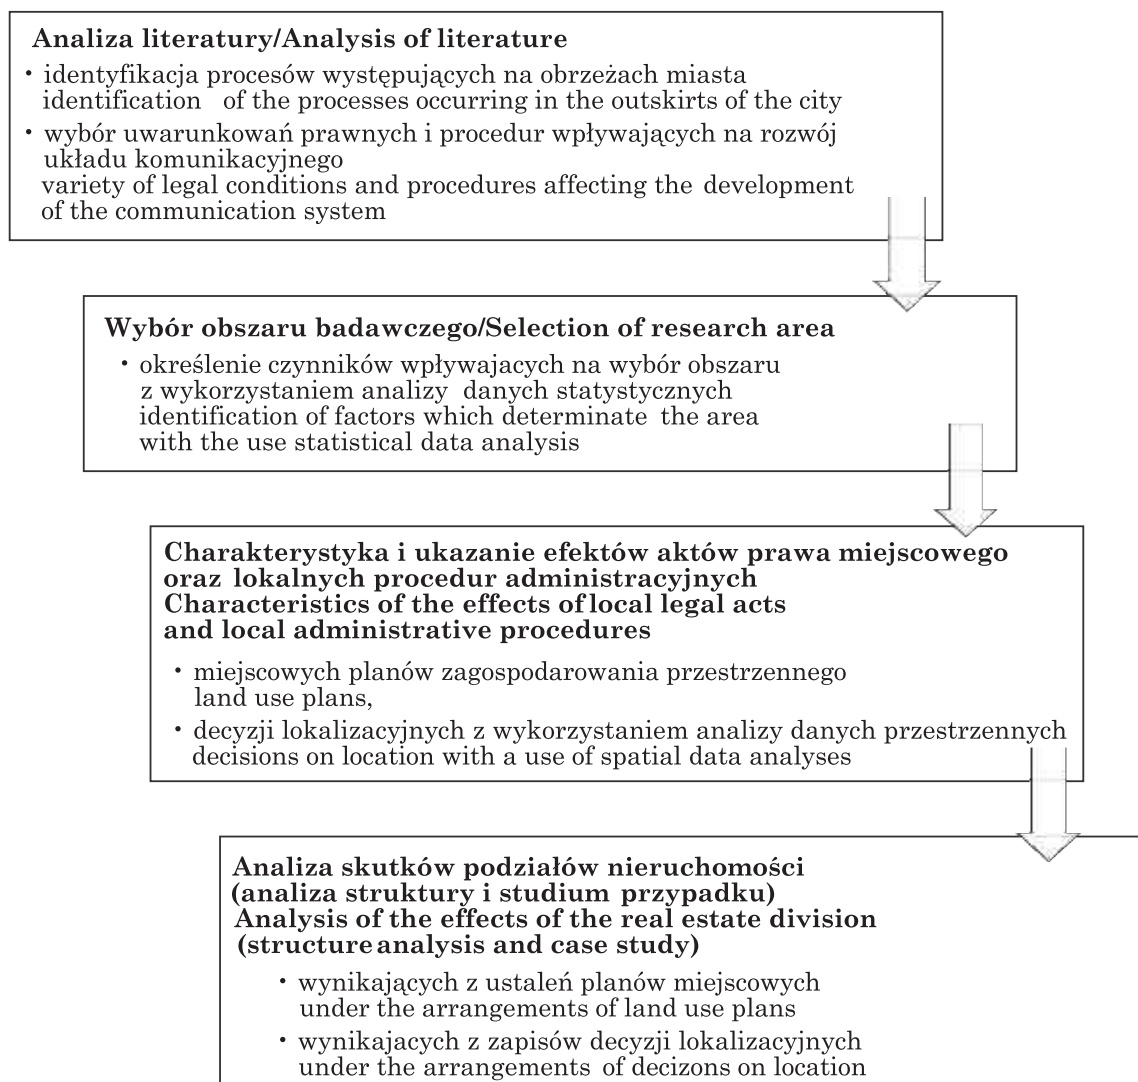 Analiza literatury/Analysis of literature
• identyfikacja procesów występujących na obrzeżach miasta
identification of the processes occurring in the outskirts of the city
• wybór uwarunkowań prawnych i procedur wpływających na rozwój
układu komunikacyjnego
variety of legal conditions and procedures affecting the development
of the communication system
Wybór obszaru badawczego/Selection of research area
• określenie czynników wpływajacych na wybór obszaru
z wykorzystaniem analizy danych statystycznych
identification of factors which determinate the area
with the use statistical data analysis
Charakterystyka i ukazanie efektów aktów prawa miejscowego
oraz lokalnych procedur administracyjnych
Characteristics of the effects of local legal acts
and local administrative procedures
• miejscowych planów zagospodarowania przestrzennego
land use plans,
• decyzji lokalizacyjnych z wykorzystaniem analizy danych przestrzennych
decisions on location with a use of spatial data analyses
Analiza skutków podziałów nieruchomości
(analiza struktury i studium przypadku)
Analysis of the effects of the real estate division
(structure analysis and case study)
• wynikających z ustaleń planów miejscowych
under the arrangements of land use plans
• wynikajacych z zapisów decyzji lokalizacyjnych
under the arrangements of decizons on location